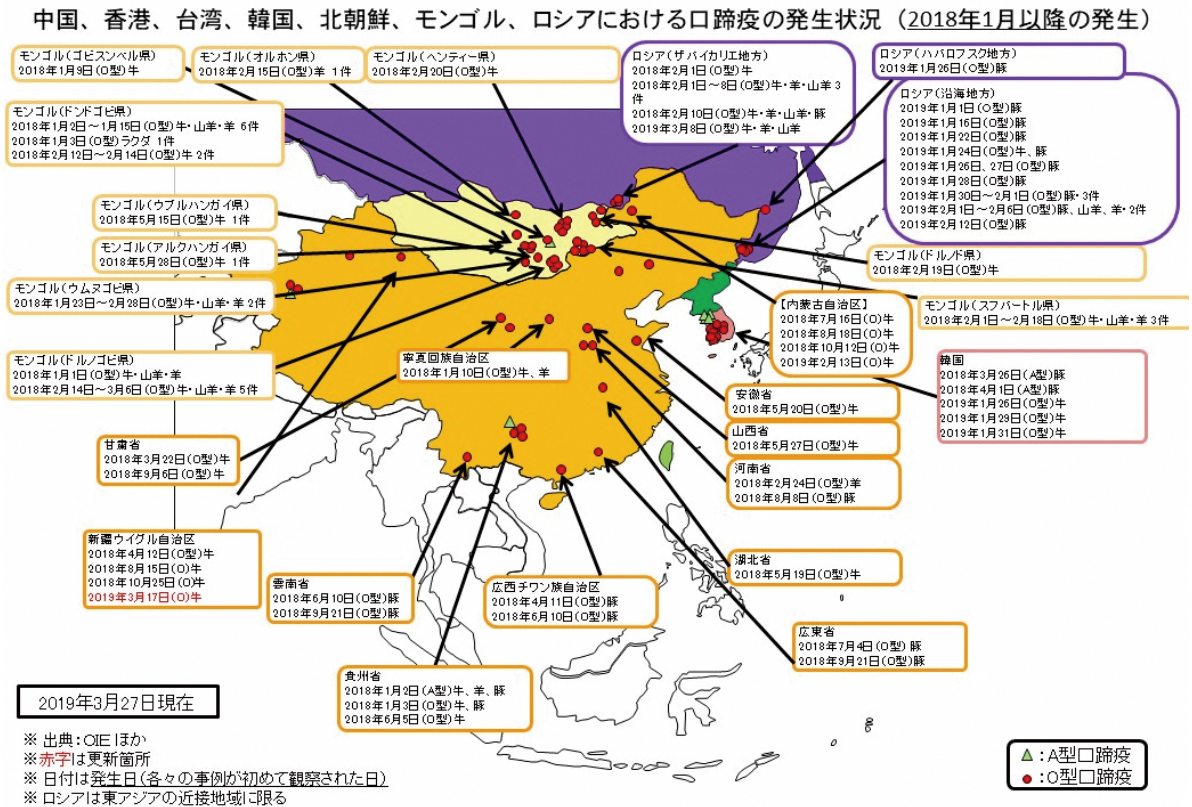 中国、香港、台湾、韓国、北朝鮮、モンゴル、ロシアにおける口蹄疫の発生状況（2018年1月以降の発生）
モンゴル(ゴビスンベル県)
2018年1月9日(O型)牛
モンゴル(オルホン県)
2018年2月15日(O型)羊 1件
モンゴル(ヘンティー県)
2018年2月20日(O型)牛
ロシア(ザバイカリエ地方)
2018年2月1日(O型)牛
2018年2月1日～8日(O型)牛・羊・山羊 3
件
2018年2月10日(O型)牛・羊・山羊・豚
2019年3月8日(O型)牛・羊・山羊
ロシア(ハバロフスク地方)
2019年1月26日(O型)豚
ロシア(沿海地方)
2019年1月1日(O型)豚
2019年1月16日(O型)豚
2019年1月22日(O型)豚
2019年1月24日(O型)牛、豚
2019年1月26日、27日(O型)豚
2019年1月28日(O型)豚
2019年1月30日～2月1日(O型)豚・3件
2019年2月1日～2月6日(O型)豚、山羊、羊・2件
2019年2月12日(O型)豚
モンゴル(ドンドゴビ県)
2018年1月2日～1月15日(O型)牛・山羊・羊 6件
2018年1月3日(O型)ラクダ 1件
2018年2月12日～2月14日(O型)牛 2件
モンゴル(ウブルハンガイ県)
2018年5月15日(O型)牛 1件
モンゴル(アルクハンガイ県)
2018年5月28日(O型)牛 1件
モンゴル(ドルノド県)
2018年2月19日(O型)牛
モンゴル(ウムヌゴビ県)
2018年1月23日～2月28日(O型)牛・山羊・羊 2件
モンゴル(スフバートル県)
2018年2月1日～2月18日(O型)牛・山羊・羊 3件
【内蒙古自治区】
2018年7月16日(O)牛
2018年8月18日(O)牛
2018年10月12日(O)牛
2019年2月13日(O)牛
モンゴル(ドルノゴビ県)
2018年1月1日(O型)牛・山羊・羊
2018年2月14日～3月6日(O型)牛・山羊・羊 5件
寧夏回族自治区
2018年1月10日(O型)牛、羊
韓国
2018年3月26日(A型)豚
2018年4月1日(A型)豚
2019年1月26日(O型)牛
2019年1月29日(O型)牛
2019年1月31日(O型)牛
安徽省
2018年5月20日(O型)牛
山西省
2018年5月27日(O型)牛
甘粛省
2018年3月22日(O型)牛
2018年9月6日(O型)牛
河南省
2018年2月24日(O型)羊
2018年8月8日(O型)豚
新疆ウイグル自治区
2018年4月12日(O型)牛
2018年8月15日(O)牛
2018年10月25日(O)牛
2019年3月17日(O)牛
湖北省
2018年5月19日(O型)牛
雲南省
2018年6月10日(O型)豚
2018年9月21日(O型)豚
広西チワン族自治区
2018年4月11日(O型)豚
2018年6月10日(O型)豚
広東省
2018年7月4日(O型)豚
2018年9月21日(O型)豚
貴州省
2018年1月2日(A型)牛、羊、豚
2018年1月3日(O型)牛、豚
2018年6月5日(O型)牛
2019年3月27日現在
※ 出典：OIE ほか
※赤字は更新箇所
※ 日付は発生日(各々の事例が初めて観察された日)
※ ロシアは東アジアの近接地域に限る
：A型口蹄疫
：O型口蹄疫